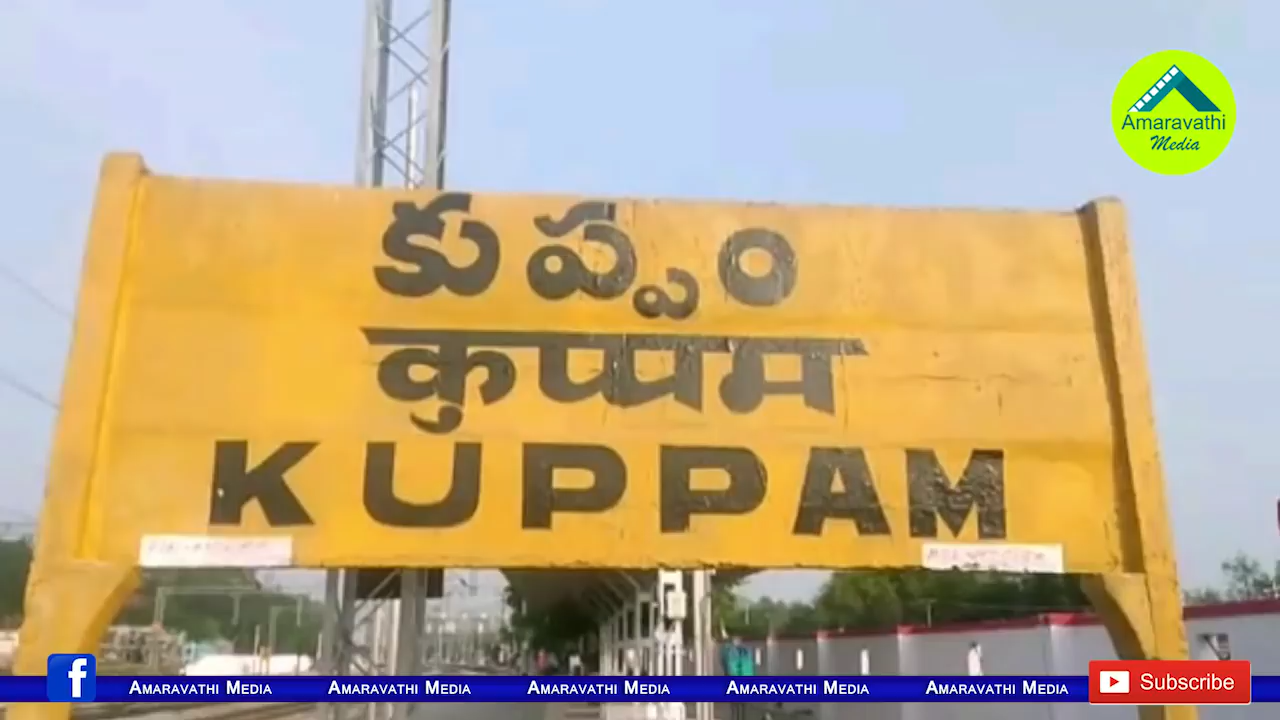 Amaravathi
Media
కుప్పం
कुप्पम
KUPPAM
AMARAVATHI MEDIA AMARAVATHI MEDIA AMARAVATHI MEDIA AMARAVATHI MEDIA AMARAVATHI MEDIA
Subscribe